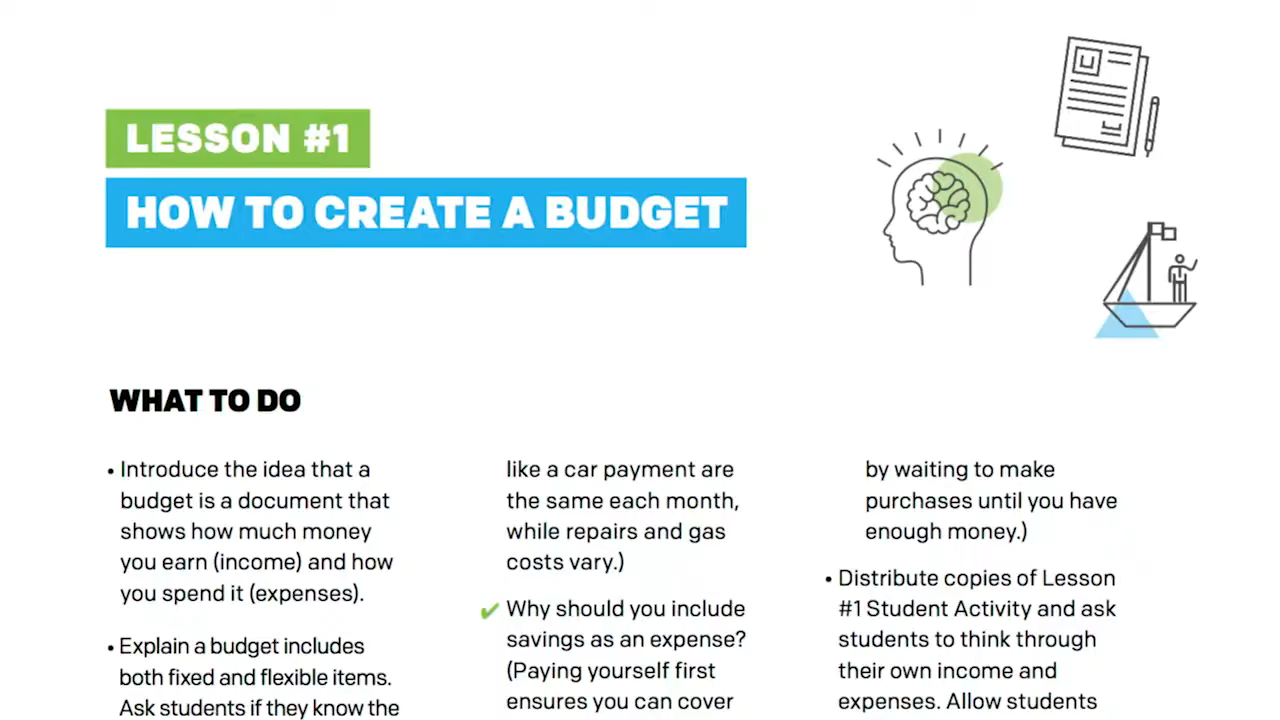 LESSON #1
HOW TO CREATE A BUDGET
WHAT TO DO
• Introduce the idea that a
budget is a document that
shows how much money
you earn (income) and how
you spend it (expenses).
• Explain a budget includes
both fixed and flexible items.
Ask students if they know the
like a car payment are
the same each month,
while repairs and gas
costs vary.)
✔ Why should you include
savings as an expense?
(Paying yourself first
ensures you can cover
by waiting to make
purchases until you have
enough money.)
• Distribute copies of Lesson
#1 Student Activity and ask
students to think through
their own income and
expenses. Allow students